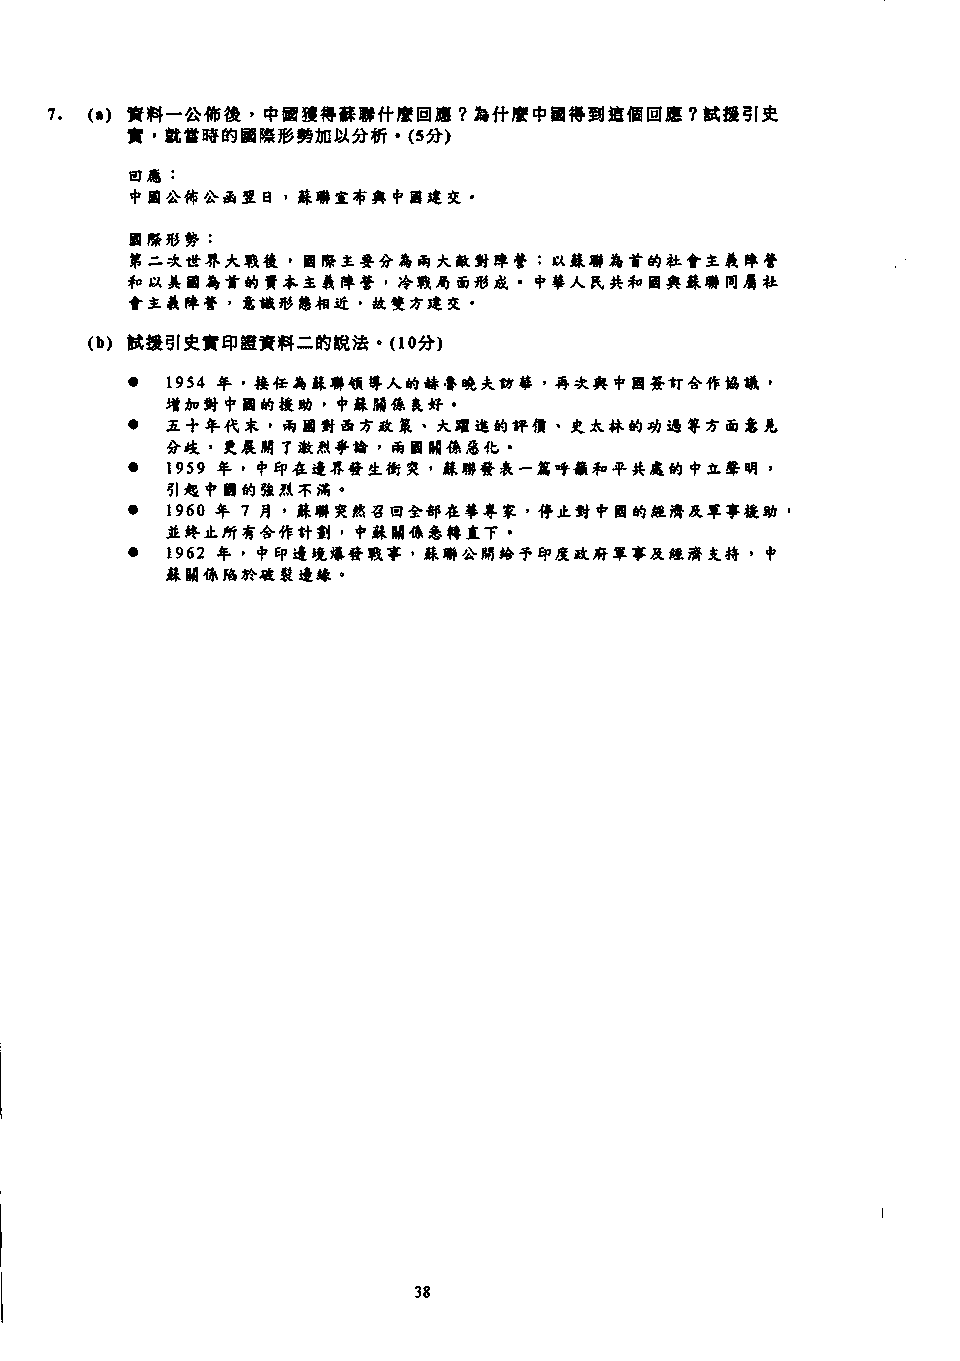 7. (a) 資料一公佈後，中國獲得蘇聯什麼回應？為什麼中國得到這個回應？試援引史
實，就當時的國際形勢加以分析。(5分)
回應：
中國公佈公函翌日，蘇聯宣布與中國建交。
國際形勢：
第二次世界大戰後，國際主要分為兩大敵對陣營：以蘇聯為首的社會主義陣營
和以美國為首的資本主義陣營，冷戰局面形成。中華人民共和國與蘇聯同屬社
會主義陣營，意識形態相近，故雙方建交。
(b) 試援引史實印證資料二的說法。(10分)
● 1954 年，接任為蘇聯領導人的赫魯曉夫訪華，再次與中國簽訂合作協議，
增加對中國的援助，中蘇關係良好。
● 五十年代末，兩國對西方政策、大躍進的評價、史太林的功過等方面意見
分歧，更展開了激烈爭論，兩國關係惡化。
● 1959 年，中印在邊界發生衝突，蘇聯發表一篇呼籲和平共處的中立聲明，
引起中國的強烈不滿。
● 1960 年 7 月，蘇聯突然召回全部在華專家，停止對中國的經濟及軍事援助，
並終止所有合作計劃，中蘇關係急轉直下。
● 1962 年，中印邊境爆發戰事，蘇聯公開給予印度政府軍事及經濟支持，中
蘇關係陷於破裂邊緣。
38